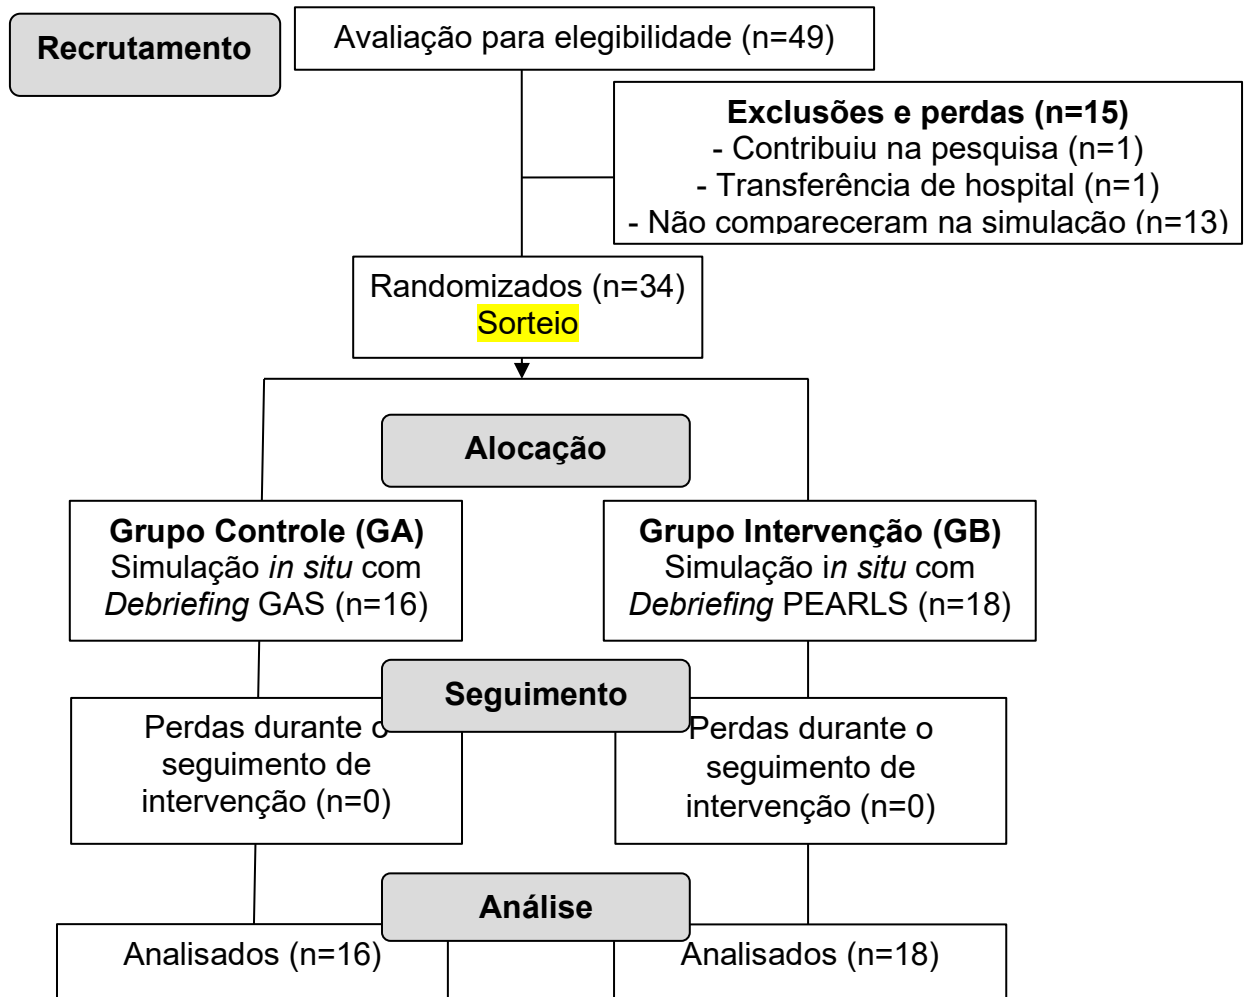 Recrutamento
Avaliação para elegibilidade (n=49)
Exclusões e perdas (n=15)
- Contribuiu na pesquisa (n=1)
- Transferência de hospital (n=1)
- Não compareceram na simulação (n=13)
Randomizados (n=34)
Sorteio
Alocação
Grupo Controle (GA)
Simulação in situ com
Debriefing GAS (n=16)
Grupo Intervenção (GB)
Simulação in situ com
Debriefing PEARLS (n=18)
Seguimento
Perdas durante o
seguimento de
intervenção (n=0)
Perdas durante o
seguimento de
intervenção (n=0)
Análise
Analisados (n=16)
Analisados (n=18)